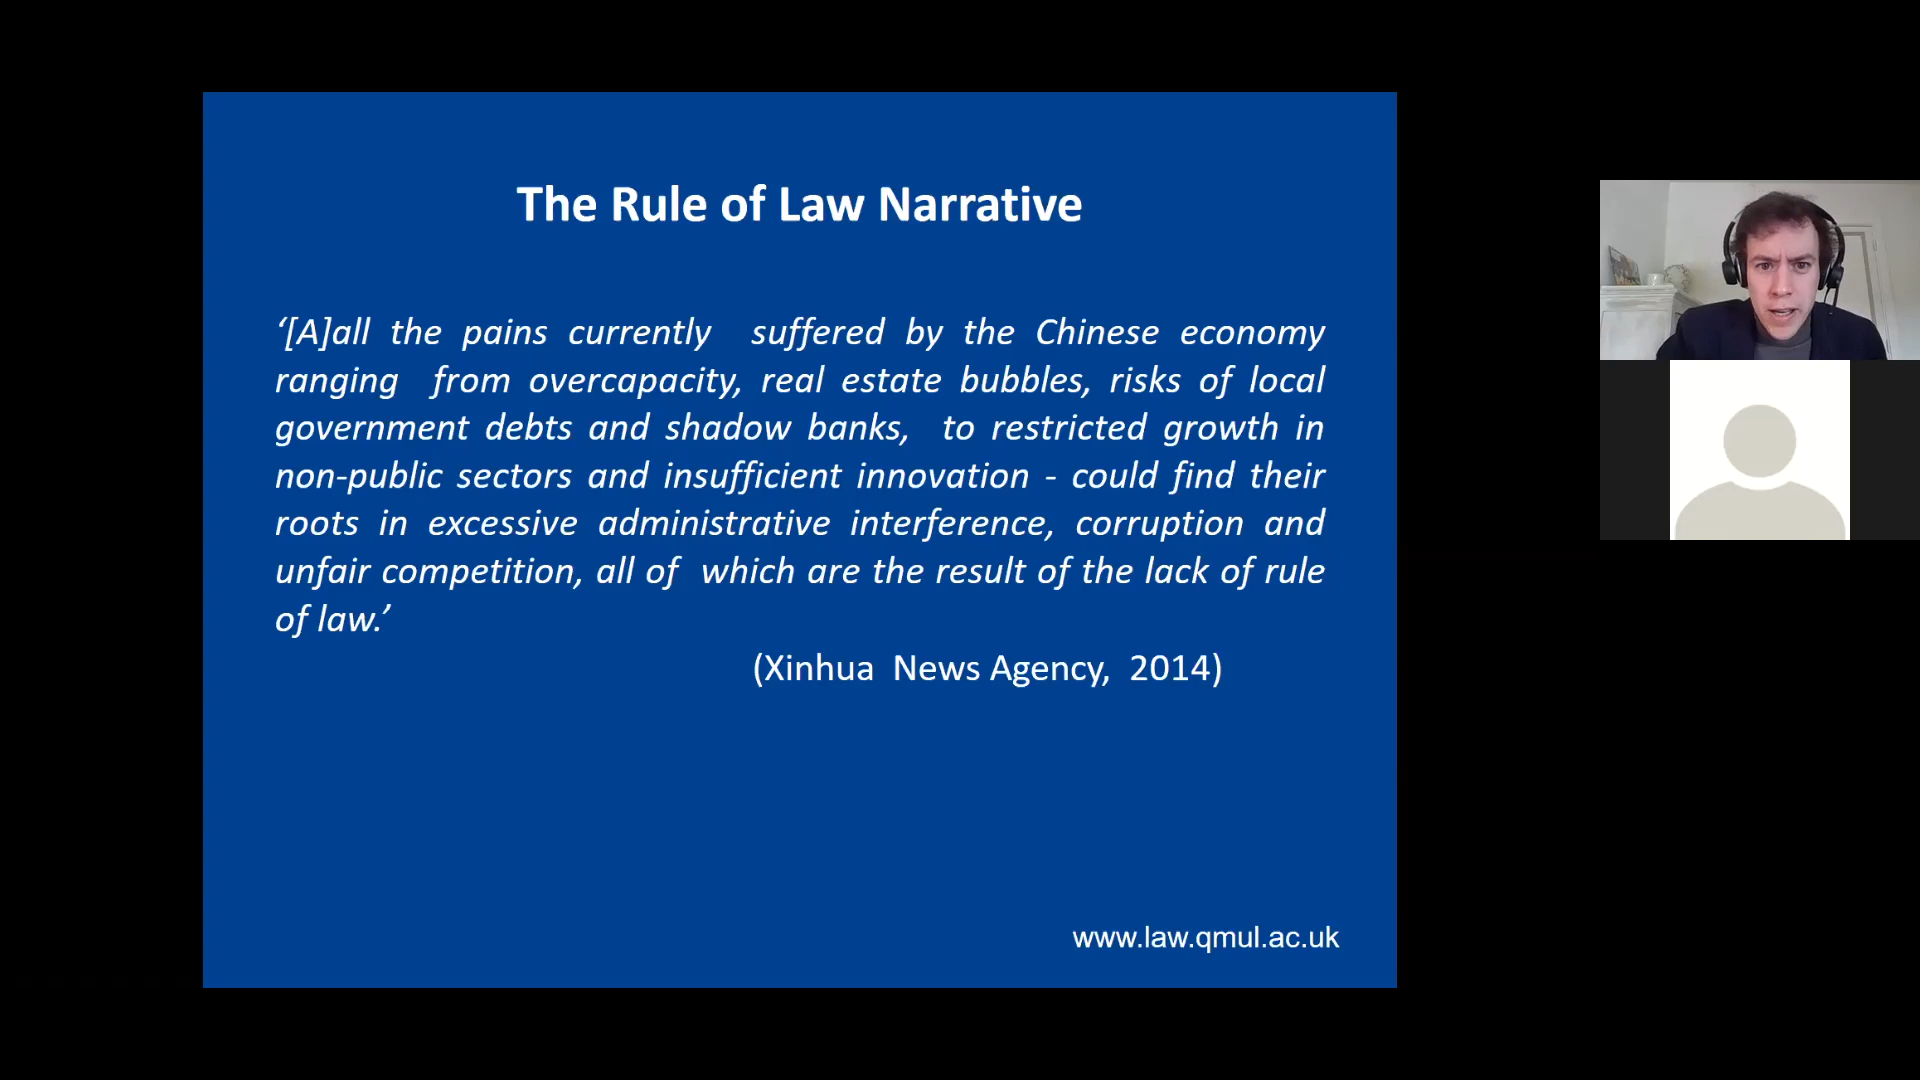 The Rule of Law Narrative
‘[A]all the pains currently suffered by the Chinese economy
ranging from overcapacity, real estate bubbles, risks of local
government debts and shadow banks, to restricted growth in
non-public sectors and insufficient innovation - could find their
roots in excessive administrative interference, corruption and
unfair competition, all of which are the result of the lack of rule
of law.’
(Xinhua News Agency, 2014)
www.law.qmul.ac.uk